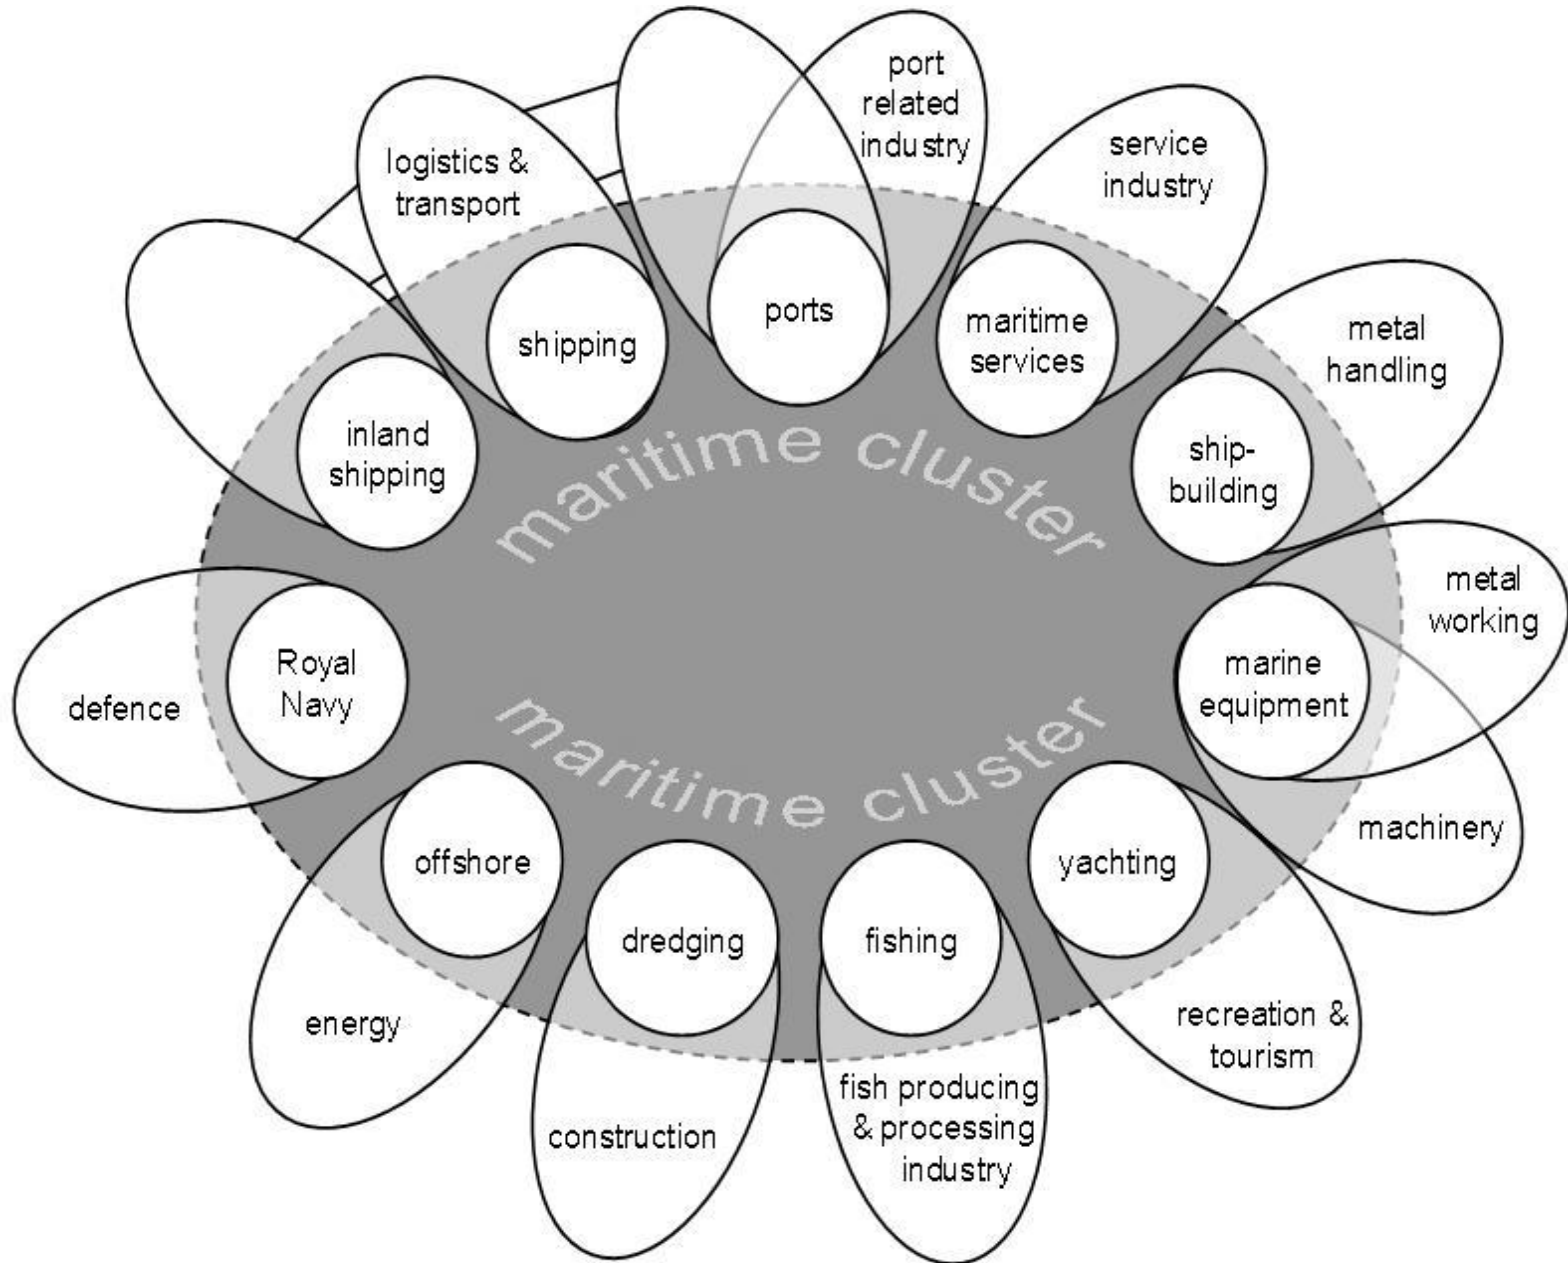 port
related
industry
service
industry
logistics &
transport
metal
handling
ports
maritime
services
shipping
inland
shipping
ship-
building
maritime cluster
metal
working
Royal
Navy
defence
marine
equipment
maritime cluster
machinery
offshore
yachting
dredging
fishing
energy
recreation &
tourism
construction
fish producing
& processing
industry